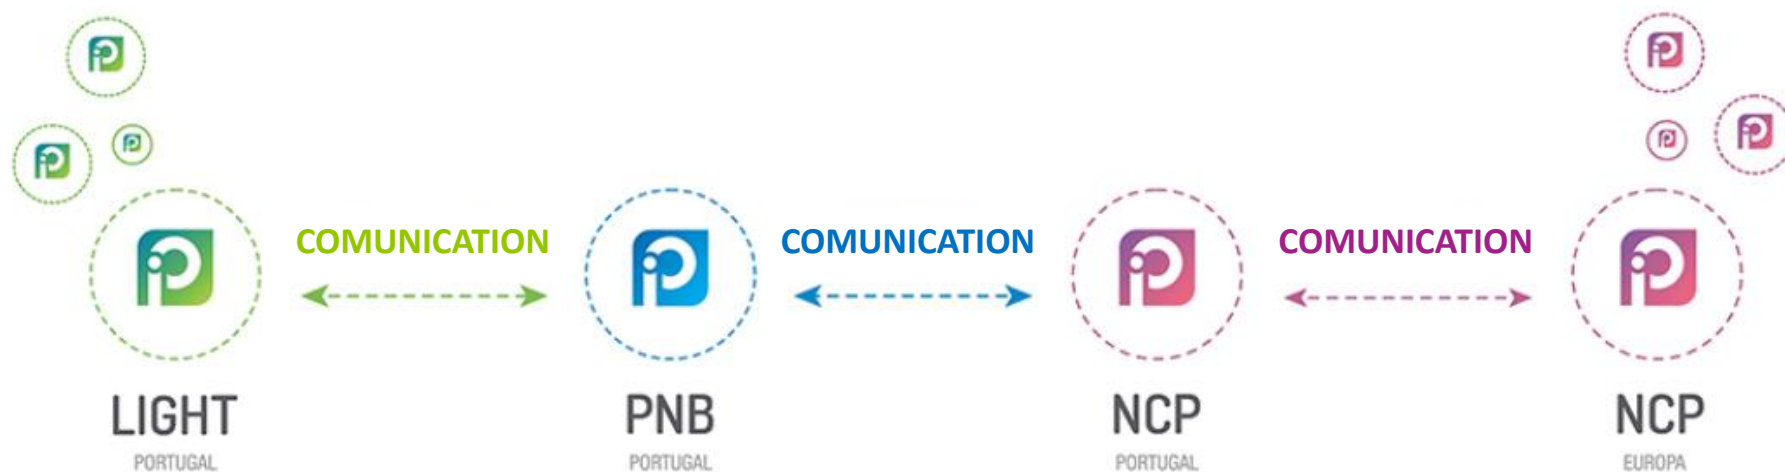 COMUNICATION COMUNICATION COMUNICATION
LIGHT PNB NCP NCP
PORTUGAL PORTUGAL PORTUGAL EUROPA